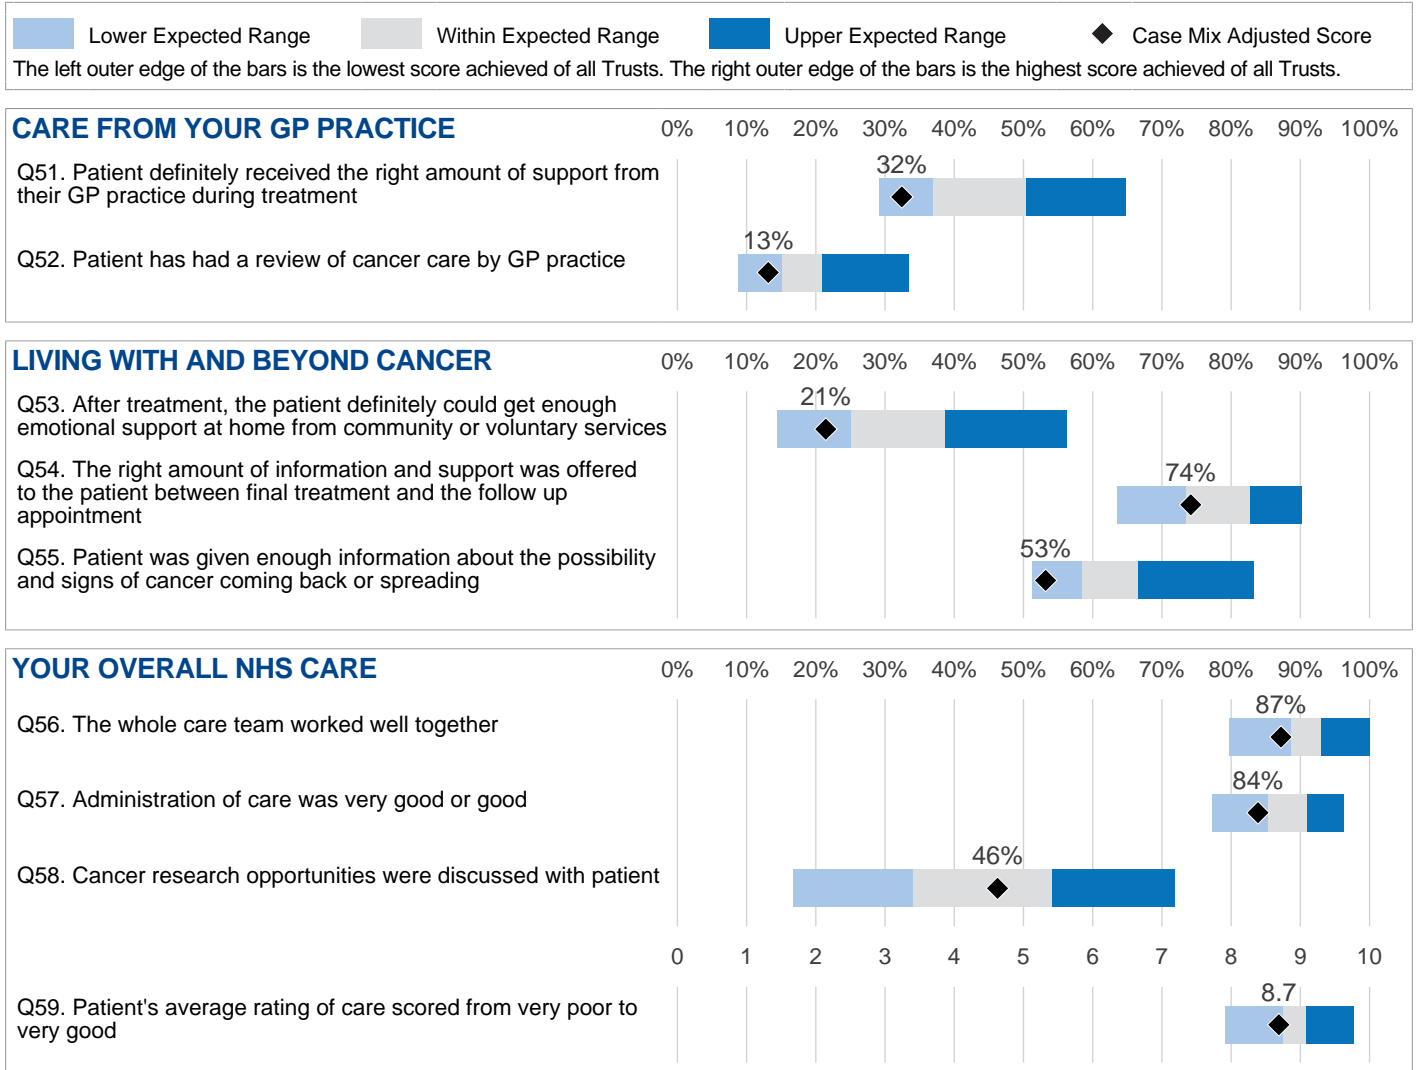 Lower Expected Range Within Expected Range Upper Expected Range Case Mix Adjusted Score
The left outer edge of the bars is the lowest score achieved of all Trusts. The right outer edge of the bars is the highest score achieved of all Trusts.
CARE FROM YOUR GP PRACTICE 0% 10% 20% 30% 40% 50% 60% 70% 80% 90% 100%
32%
Q51. Patient definitely received the right amount of support from
their GP practice during treatment
13%
Q52. Patient has had a review of cancer care by GP practice
LIVING WITH AND BEYOND CANCER 0% 10% 20% 30% 40% 50% 60% 70% 80% 90% 100%
21%
Q53. After treatment, the patient definitely could get enough
emotional support at home from community or voluntary services
Q54. The right amount of information and support was offered
74%
to the patient between final treatment and the follow up
appointment
53%
Q55. Patient was given enough information about the possibility
and signs of cancer coming back or spreading
YOUR OVERALL NHS CARE 0% 10% 20% 30% 40% 50% 60% 70% 80% 90% 100%
87%
Q56. The whole care team worked well together
84%
Q57. Administration of care was very good or good
46%
Q58. Cancer research opportunities were discussed with patient
0 1 2 3 4 5 6 7 8 9 10
8.7
Q59. Patient's average rating of care scored from very poor to
very good